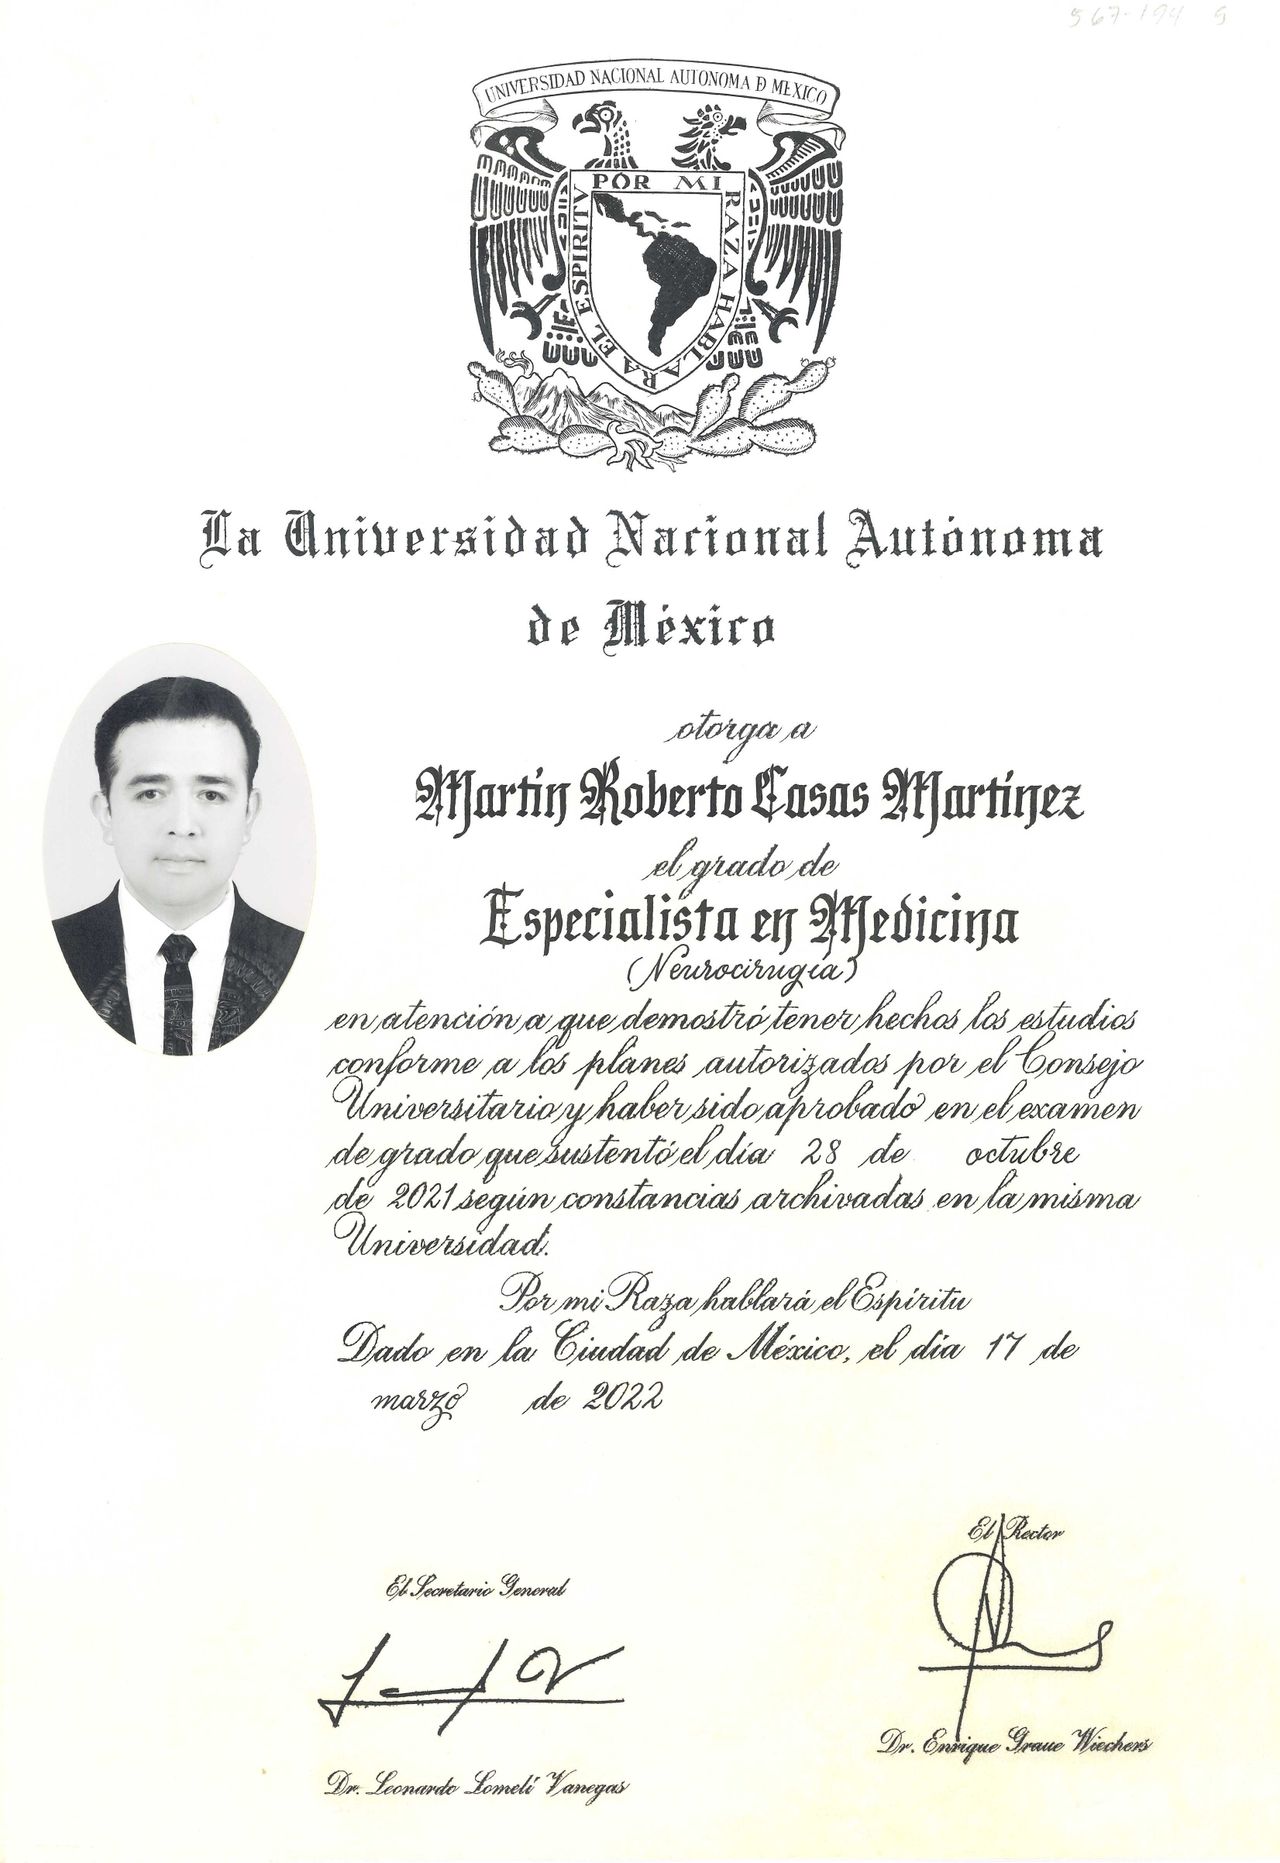 567-194 9
UNIVERSIDAD NACIONAL AUTONOMA D MEXICO
POR MI RAZA HABLARA EL ESPIRITV
La Universidad Nacional Autónoma
de México
otorga a
Martín Roberto Casas Martínez
el grado de
Especialista en Medicina
(Neurocirugía)
en atención a que demostró tener hechos los estudios
conforme a los planes autorizados por el Consejo
Universitario y haber sido aprobado en el examen
de grado que sustentó el día 28 de octubre
de 2021 según constancias archivadas en la misma
Universidad.
Por mi Raza hablará el Espíritu
Dado en la Ciudad de México, el día 17 de
marzo de 2022
El Rector
El Secretario General
Dr. Enrique Graue Wiechers
Dr. Leonardo Lomelí Vanegas